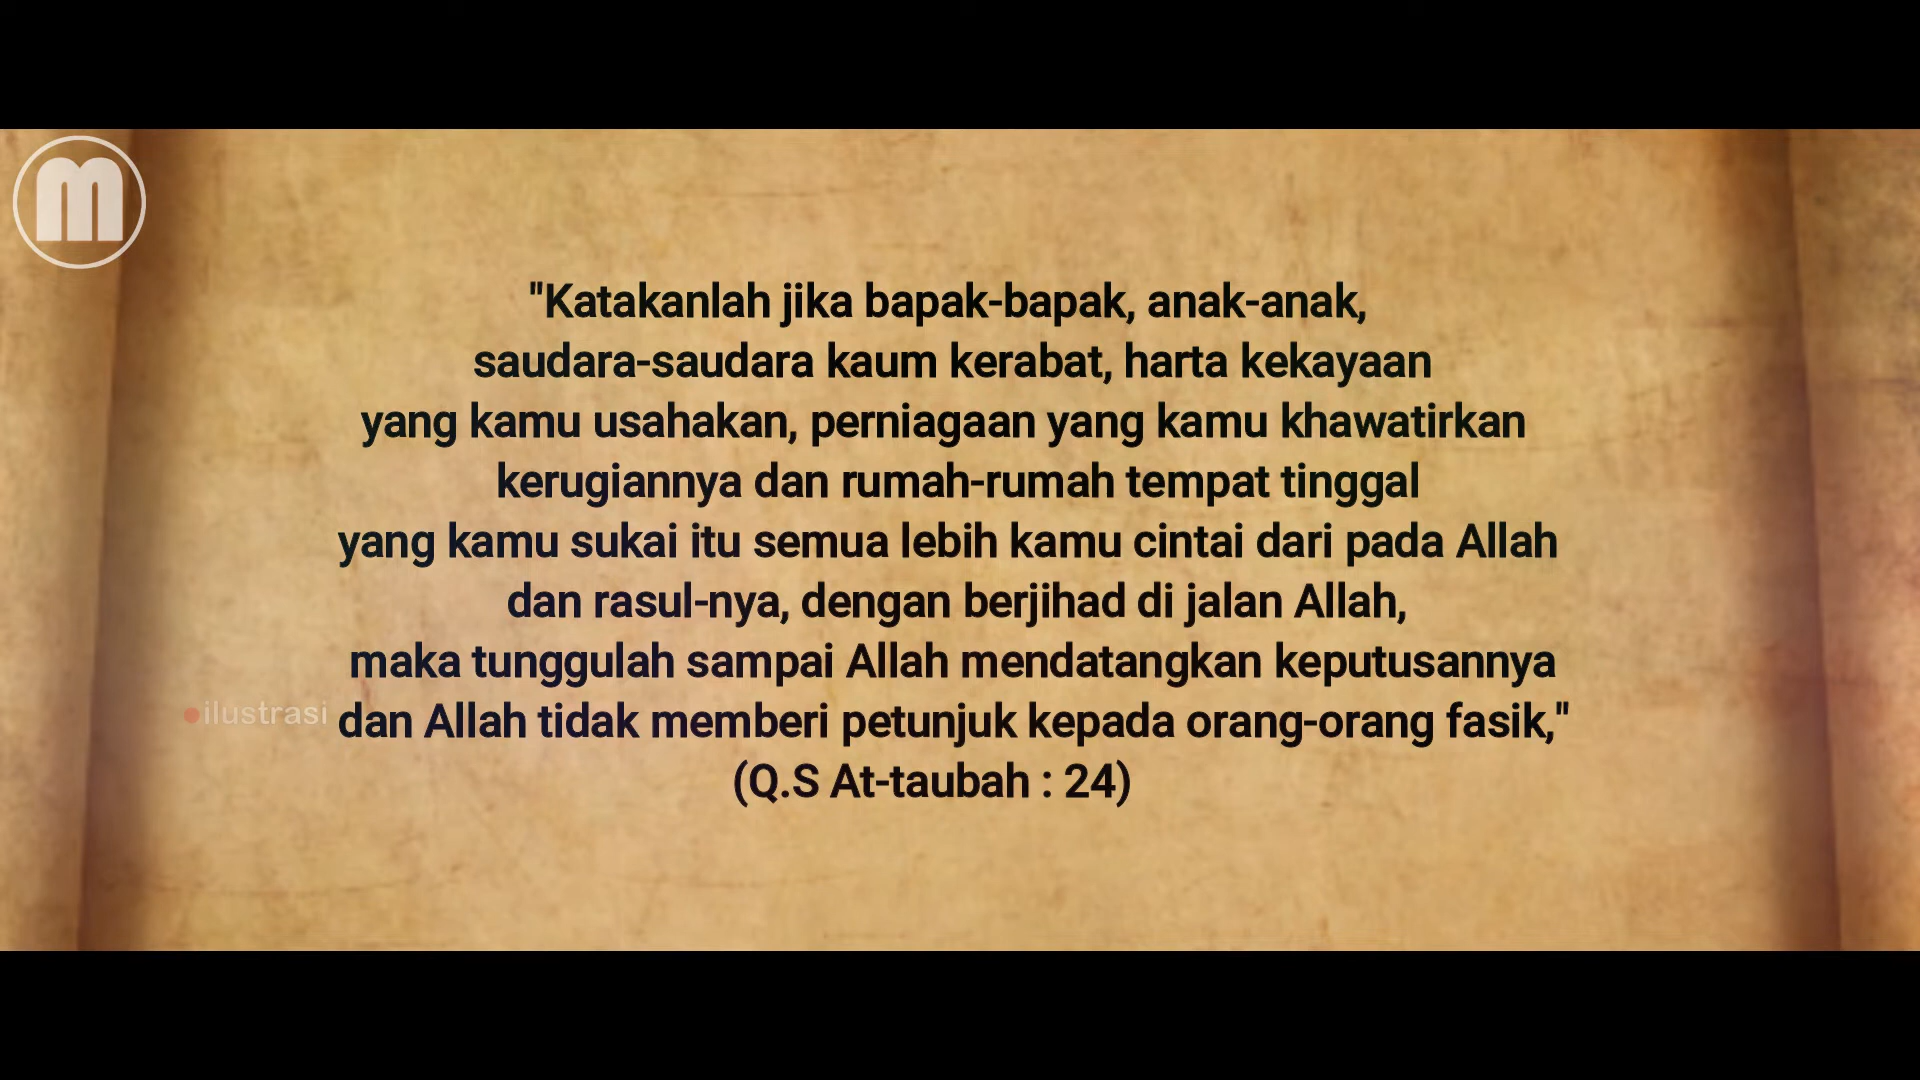 M
"Katakanlah jika bapak-bapak, anak-anak,
saudara-saudara kaum kerabat, harta kekayaan
yang kamu usahakan, perniagaan yang kamu khawatirkan
kerugiannya dan rumah-rumah tempat tinggal
yang kamu sukai itu semua lebih kamu cintai dari pada Allah
dan rasul-nya, dengan berjihad di jalan Allah,
maka tunggulah sampai Allah mendatangkan keputusannya
ilustrasi
dan Allah tidak memberi petunjuk kepada orang-orang fasik,"
(Q.S At-taubah : 24)